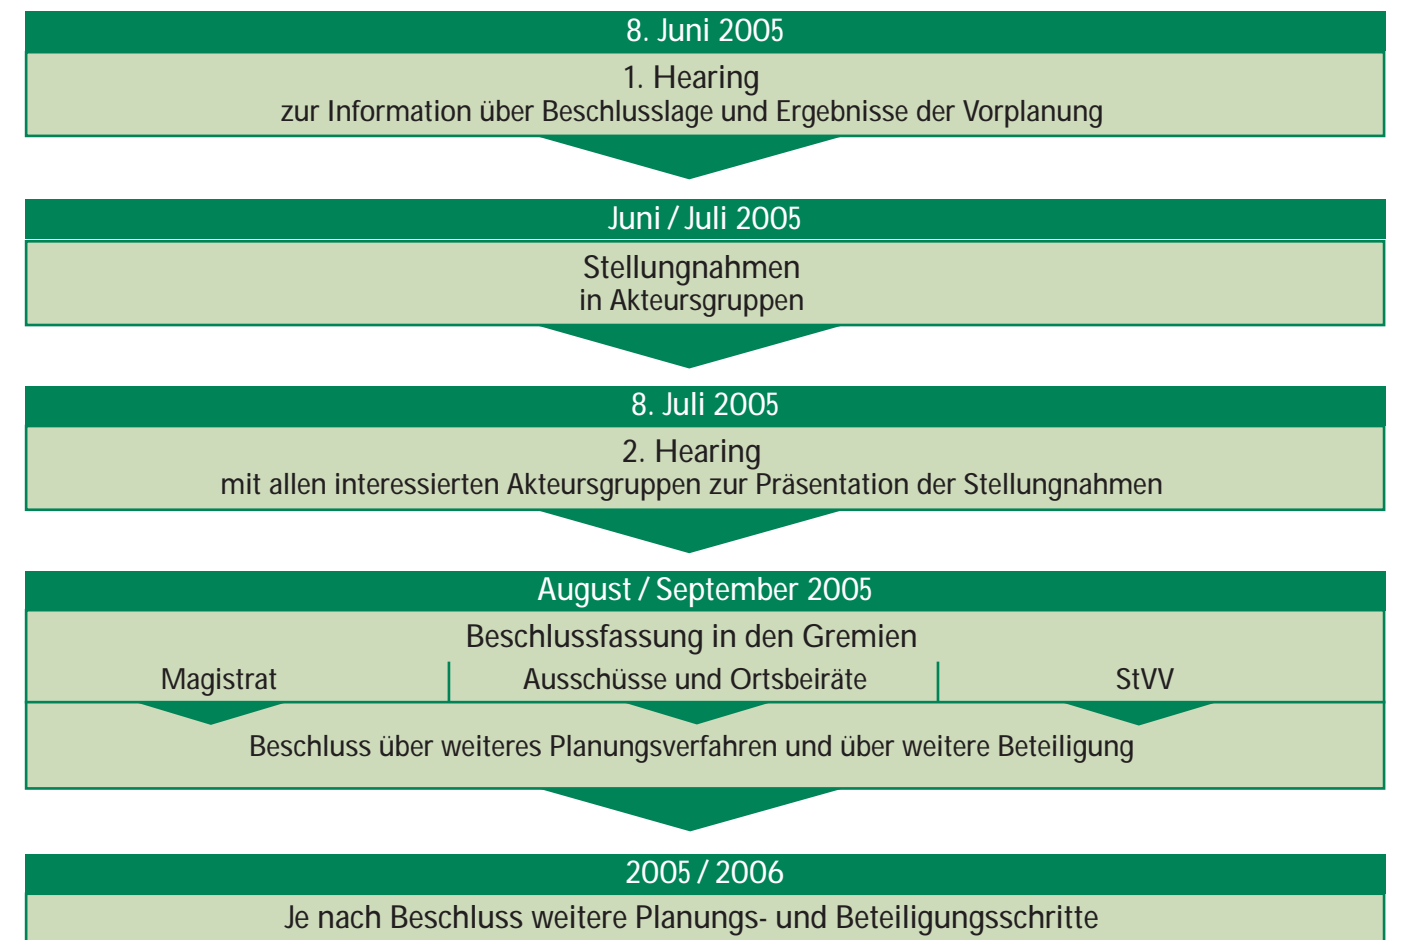 8. Juni 2005
1. Hearing
zur Information über Beschlusslage und Ergebnisse der Vorplanung
Juni / Juli 2005
Stellungnahmen
in Akteursgruppen
8. Juli 2005
2. Hearing
mit allen interessierten Akteursgruppen zur Präsentation der Stellungnahmen
August / September 2005
Beschlussfassung in den Gremien
Magistrat Ausschüsse und Ortsbeiräte StVV
Beschluss über weiteres Planungsverfahren und über weitere Beteiligung
2005 / 2006
Je nach Beschluss weitere Planungs- und Beteiligungsschritte